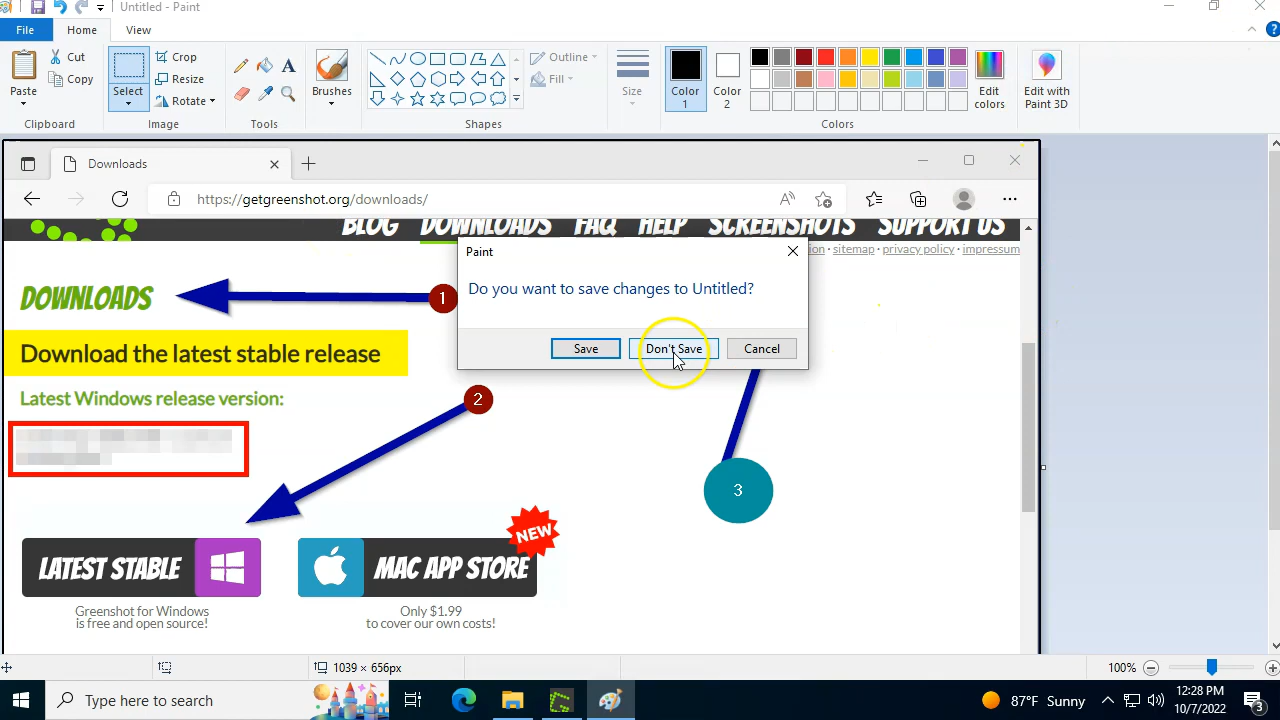 Untitled - Paint
File
Home
View
Paste
Cut
Copy
Clipboard
Select
Crop
Resize
Rotate
Image
A
Tools
Brushes
Shapes
Outline
Fill
Size
Color
1
Color
2
Edit
colors
Edit with
Paint 3D
Colors
Downloads
https://getgreenshot.org/downloads/
BLOG DOWNLOADS FAQ HELP SCREENSHOTS SUPPORT US
sitemap · privacy policy · impressum
Paint
Do you want to save changes to Untitled?
Save
Don't Save
Cancel
DOWNLOADS
1
Download the latest stable release
Latest Windows release version:
2
3
NEW
LATEST STABLE
MAC APP STORE
Greenshot for Windows
is free and open source!
Only $1.99
to cover our own costs!
1039 × 656px
100%
Type here to search
87°F Sunny
12:28 PM
10/7/2022
3